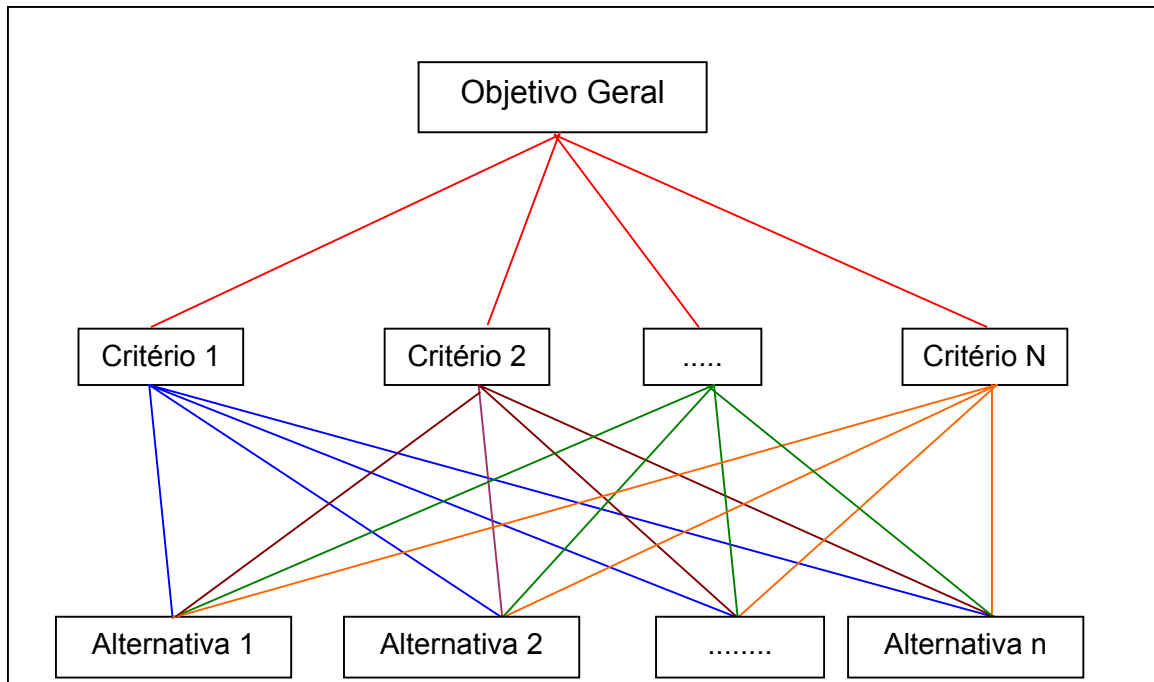 Objetivo Geral
Critério 1
Critério 2
.....
Critério N
Alternativa 1
Alternativa 2
........
Alternativa n